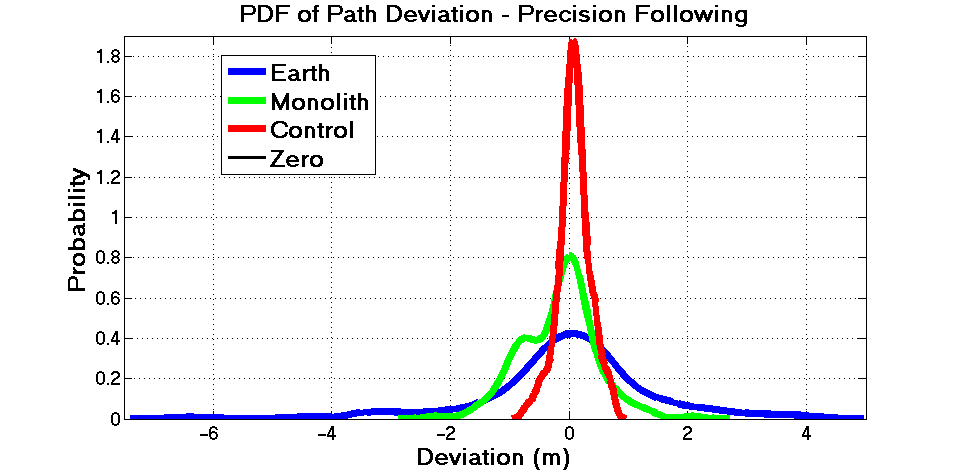 PDF of Path Deviation - Precision Following
Earth
Monolith
Control
Zero
Probability
1.8
1.6
1.4
1.2
1
0.8
0.6
0.4
0.2
0
−6
−4
−2
0
2
4
Deviation (m)